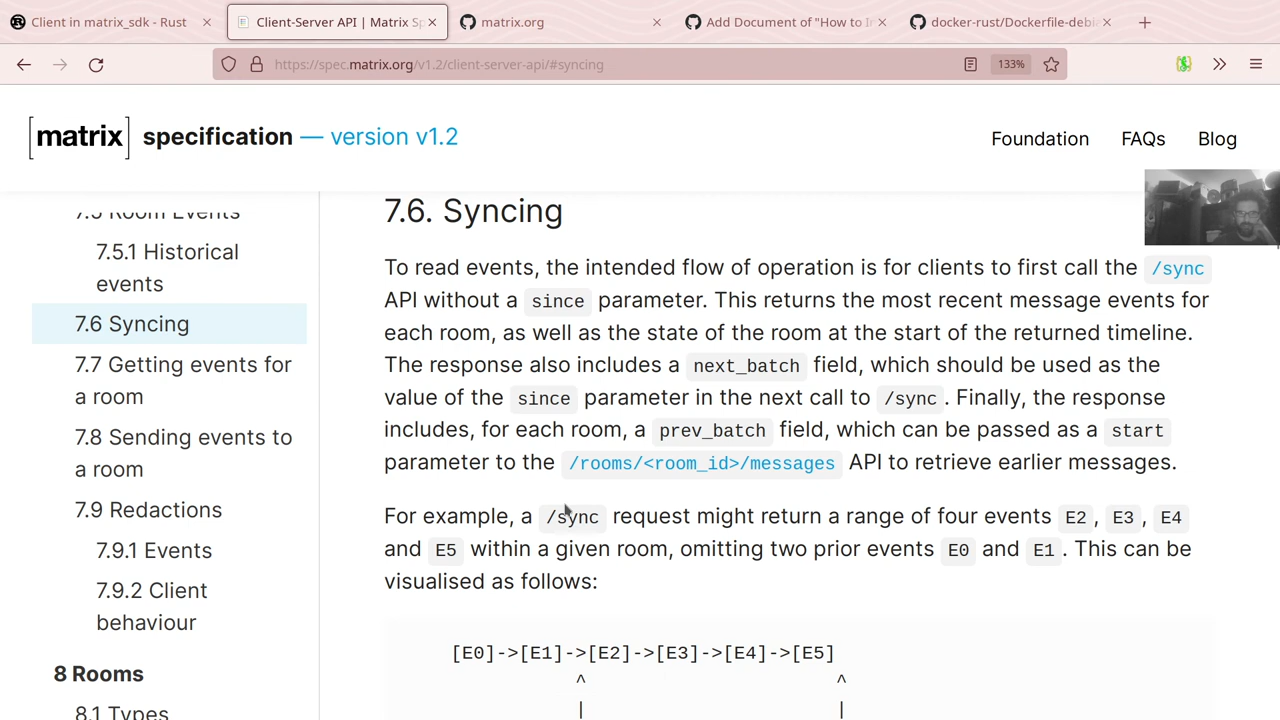 Client in matrix_sdk - Rust
Client-Server API | Matrix Sp
matrix.org
Add Document of "How to In
docker-rust/Dockerfile-debi
https://spec.matrix.org/v1.2/client-server-api/#syncing
133%
[matrix] specification — version v1.2
Foundation
FAQs
Blog
7.5 Room Events
7.5.1 Historical
events
7.6 Syncing
7.7 Getting events for
a room
7.8 Sending events to
a room
7.9 Redactions
7.9.1 Events
7.9.2 Client
behaviour
8 Rooms
8.1 Types
7.6. Syncing
To read events, the intended flow of operation is for clients to first call the /sync
API without a since parameter. This returns the most recent message events for
each room, as well as the state of the room at the start of the returned timeline.
The response also includes a next_batch field, which should be used as the
value of the since parameter in the next call to /sync. Finally, the response
includes, for each room, a prev_batch field, which can be passed as a start
parameter to the /rooms/<room_id>/messages API to retrieve earlier messages.
For example, a /sync request might return a range of four events E2, E3, E4
and E5 within a given room, omitting two prior events E0 and E1. This can be
visualised as follows:
[E0]->[E1]->[E2]->[E3]->[E4]->[E5]
^ ^
| |